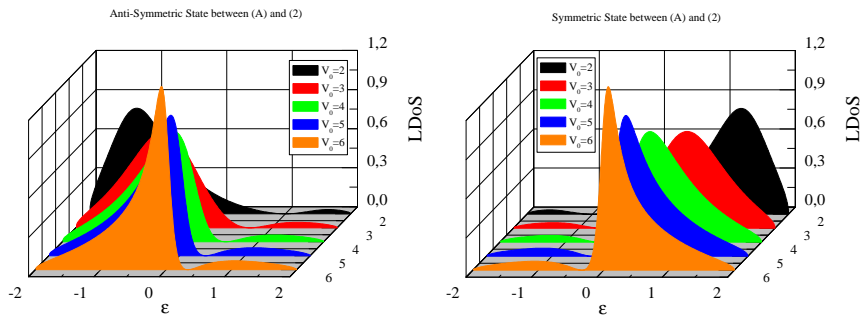 Anti-Symmetric State between (A) and (2)
V₀=2
V₀=3
V₀=4
V₀=5
V₀=6
1,2
0,9
0,6
0,3
0,0
LDoS
2
3
4
5
6
-2
-1
0
1
2
ε
Symmetric State between (A) and (2)
V₀=2
V₀=3
V₀=4
V₀=5
V₀=6
1,2
0,9
0,6
0,3
0,0
LDoS
2
3
4
5
6
-2
-1
0
1
2
ε